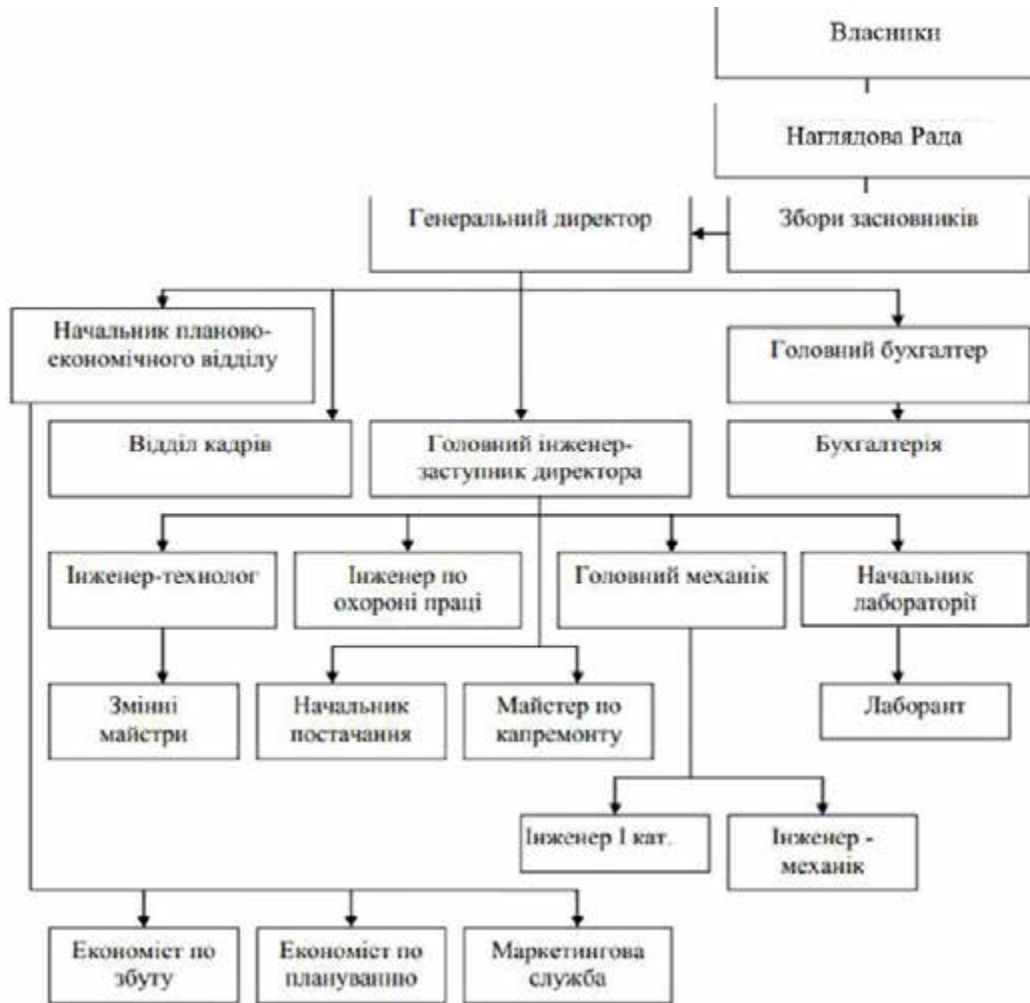 Власники
Наглядова Рада
Генеральний директор
Збори засновників
Начальник планово-
економічного відділу
Головний бухгалтер
Відділ кадрів
Головний інженер-
заступник директора
Бухгалтерія
Інженер-технолог
Інженер по
охороні праці
Головний механік
Начальник
лабораторії
Змінні
майстри
Начальник
постачання
Майстер по
капремонту
Лаборант
Інженер І кат.
Інженер -
механік
Економіст по
збуту
Економіст по
плануванню
Маркетингова
служба